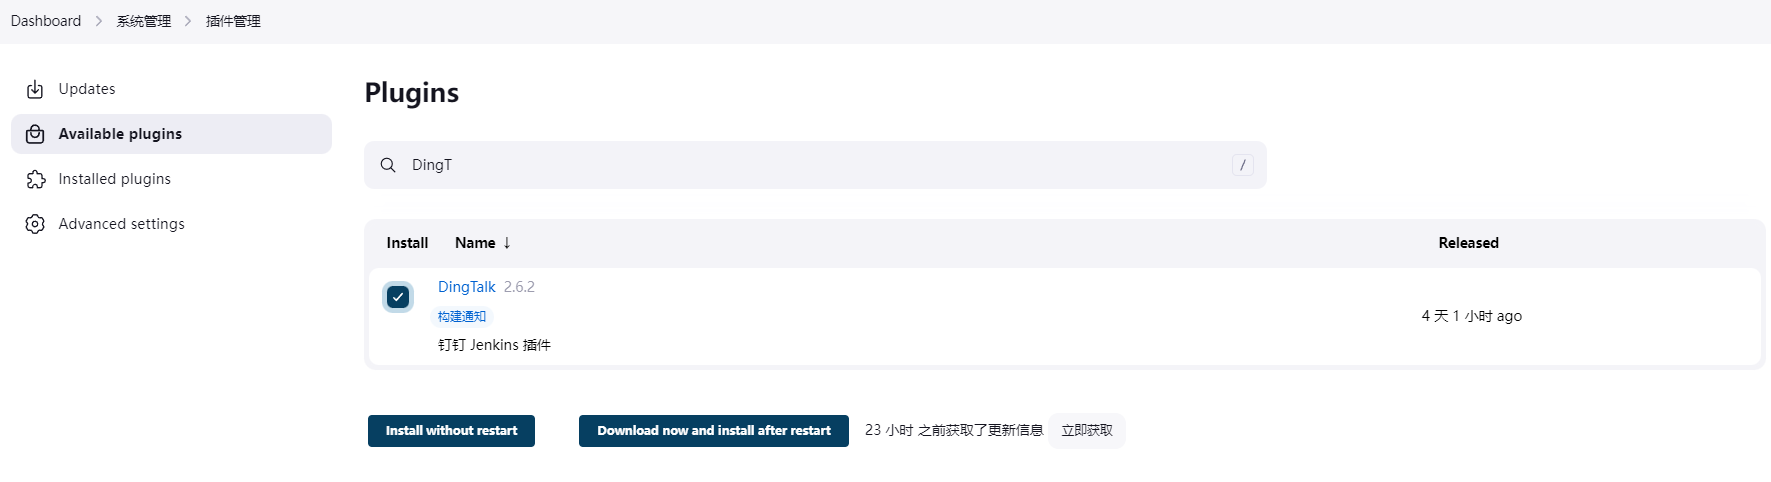 Dashboard 系统管理 插件管理
Updates
Available plugins
Installed plugins
Advanced settings
Plugins
DingT /
Install Name ↓ Released
DingTalk 2.6.2
构建通知
钉钉 Jenkins 插件
4 天 1 小时 ago
Install without restart Download now and install after restart 23 小时 之前获取了更新信息 立即获取